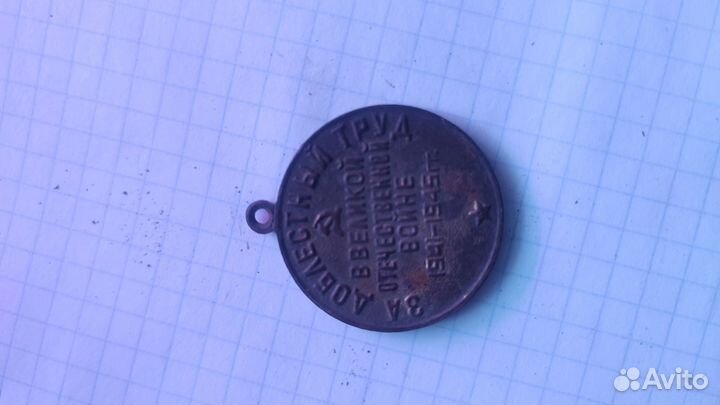 ЗА ДОБЛЕСТНЫЙ ТРУД
В ВЕЛИКОЙ
ОТЕЧЕСТВЕННОЙ
ВОЙНЕ
1941-1945 гг.
Avito